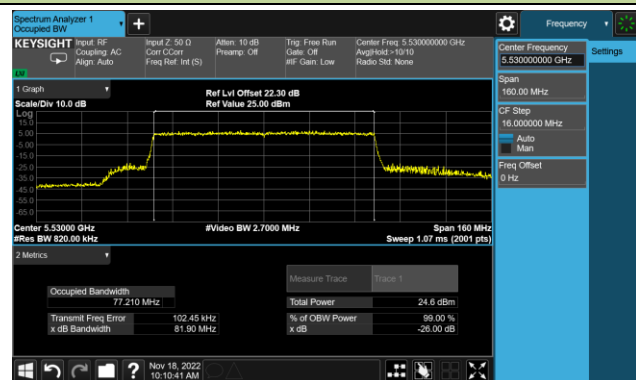 Spectrum Analyzer 1
Occupied BW
+
Frequency
KEYSIGHT
Input: RF
Coupling: AC
Align: Auto
Input Z: 50 Ω
Corr CCorr
Freq Ref: Int (S)
Atten: 10 dB
Preamp: Off
Trig: Free Run
Gate: Off
#IF Gain: Low
Center Freq: 5.530000000 GHz
Avg|Hold:>10/10
Radio Std: None
Center Frequency
5.530000000 GHz
Settings
Span
160.00 MHz
CF Step
16.000000 MHz
Auto
Man
Freq Offset
0 Hz
1 Graph
Scale/Div 10.0 dB
Ref Lvl Offset 22.30 dB
Ref Value 25.00 dBm
Log
15.0
5.00
-5.00
-15.0
-25.0
-35.0
-45.0
-55.0
-65.0
Center 5.53000 GHz
#Res BW 820.00 kHz
#Video BW 2.7000 MHz
Span 160 MHz
Sweep 1.07 ms (2001 pts)
2 Metrics
Measure Trace
Trace 1
Occupied Bandwidth
77.210 MHz
Total Power
24.6 dBm
Transmit Freq Error
102.45 kHz
% of OBW Power
99.00 %
x dB Bandwidth
81.90 MHz
x dB
-26.00 dB
?
Nov 18, 2022
10:10:41 AM